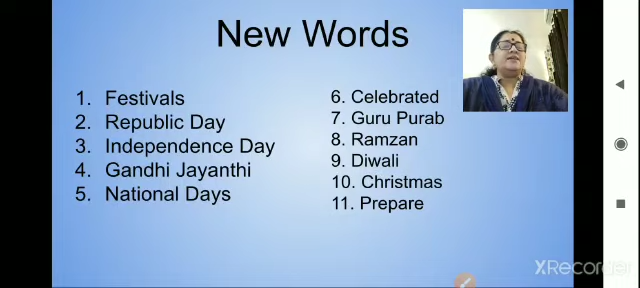 New Words
1. Festivals
2. Republic Day
3. Independence Day
4. Gandhi Jayanthi
5. National Days
6. Celebrated
7. Guru Purab
8. Ramzan
9. Diwali
10. Christmas
11. Prepare
XRecorder